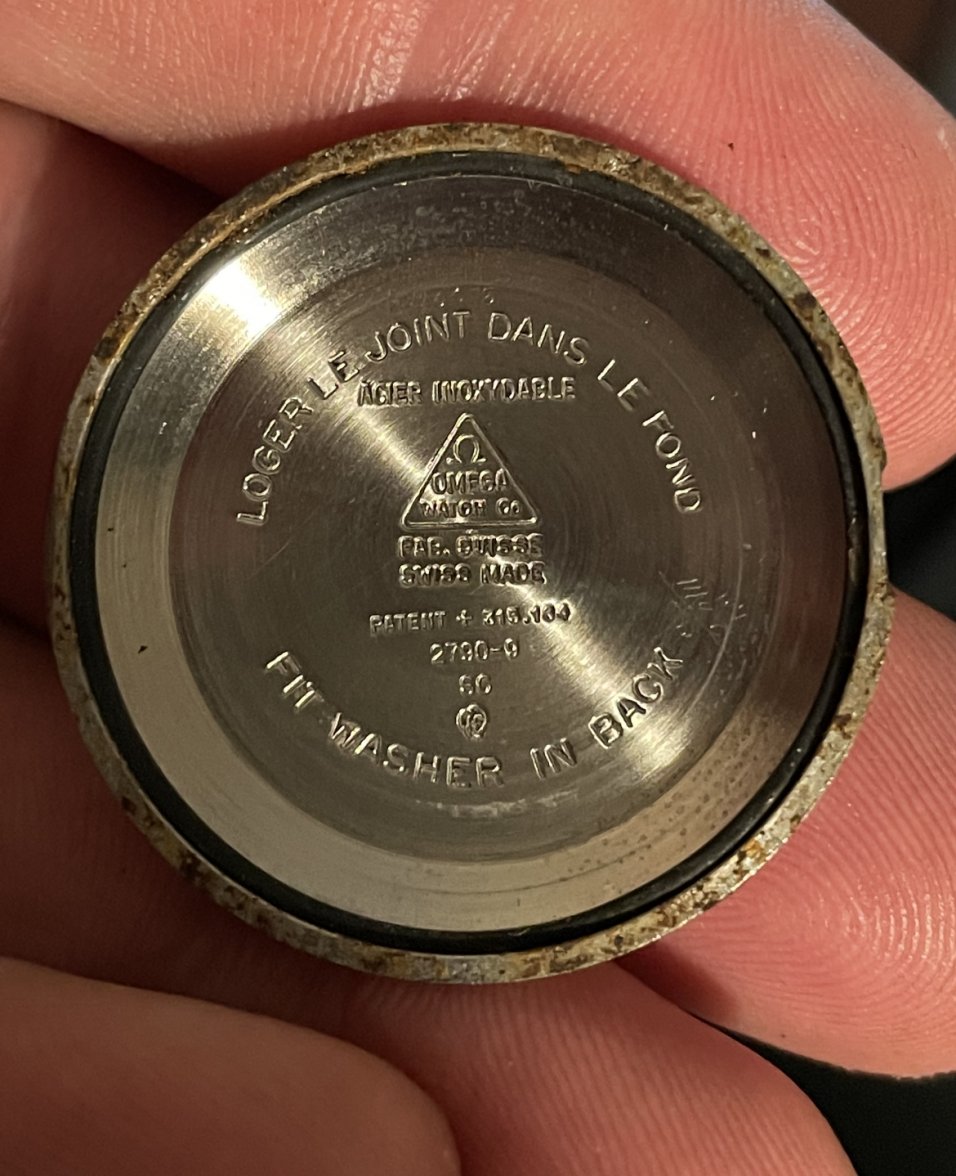 LOGER LE JOINT DANS LE FOND
ACIER INOXYDABLE
Ω
OMEGA
WATCH Co
FAB. SUISSE
SWISS MADE
PATENT + 315.104
2790-9
SC
FIT WASHER IN BACK